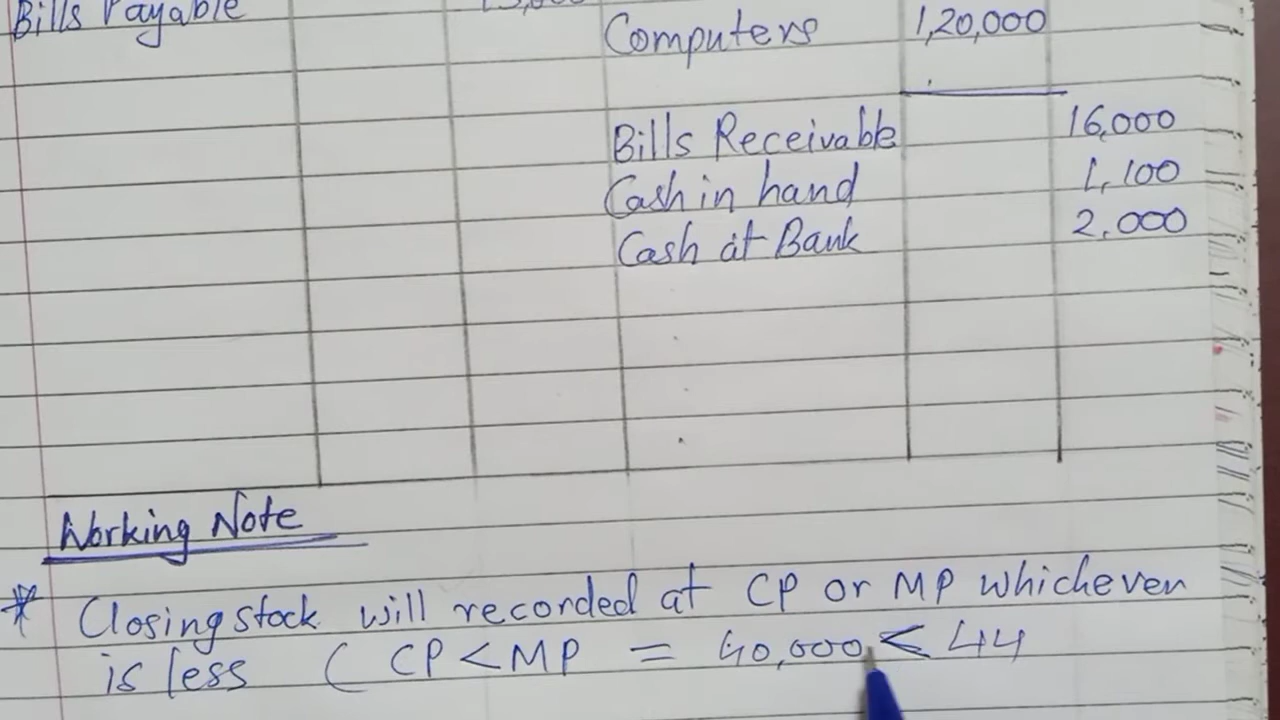 Bills Payable
Computers 1,20,000
Bills Receivable 16,000
Cash in hand 1,100
Cash at Bank 2,000
Working Note
* Closing stock will recorded at CP or MP whichever
is less ( CP < MP = 40,000 < 44